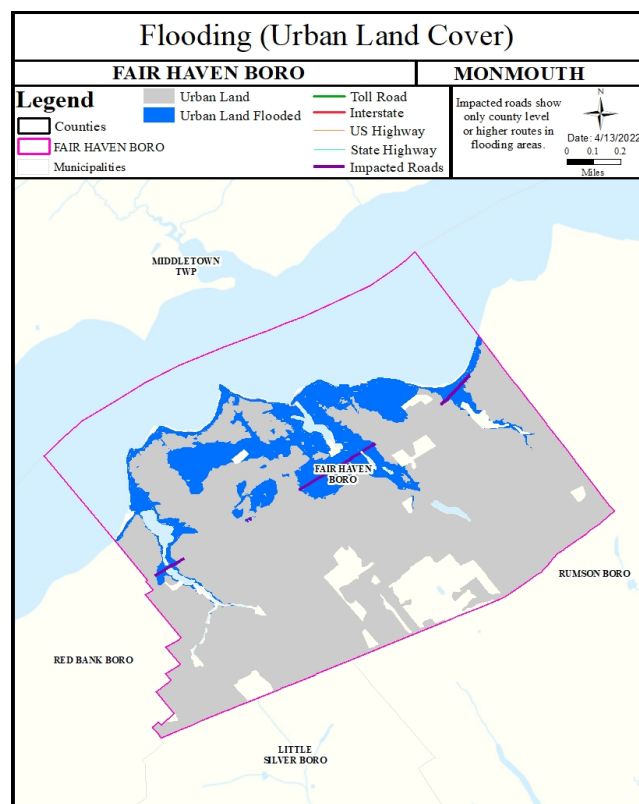 Flooding (Urban Land Cover)
FAIR HAVEN BORO
MONMOUTH
Legend
Counties
FAIR HAVEN BORO
Municipalities
Urban Land
Urban Land Flooded
Toll Road
Interstate
US Highway
State Highway
Impacted Roads
Impacted roads show
only county level
or higher routes in
flooding areas.
N
Date: 4/13/2022
0 0.1 0.2
Miles
MIDDLETOWN
TWP
FAIR HAVEN
BORO
RUMSON BORO
RED BANK BORO
LITTLE
SILVER BORO